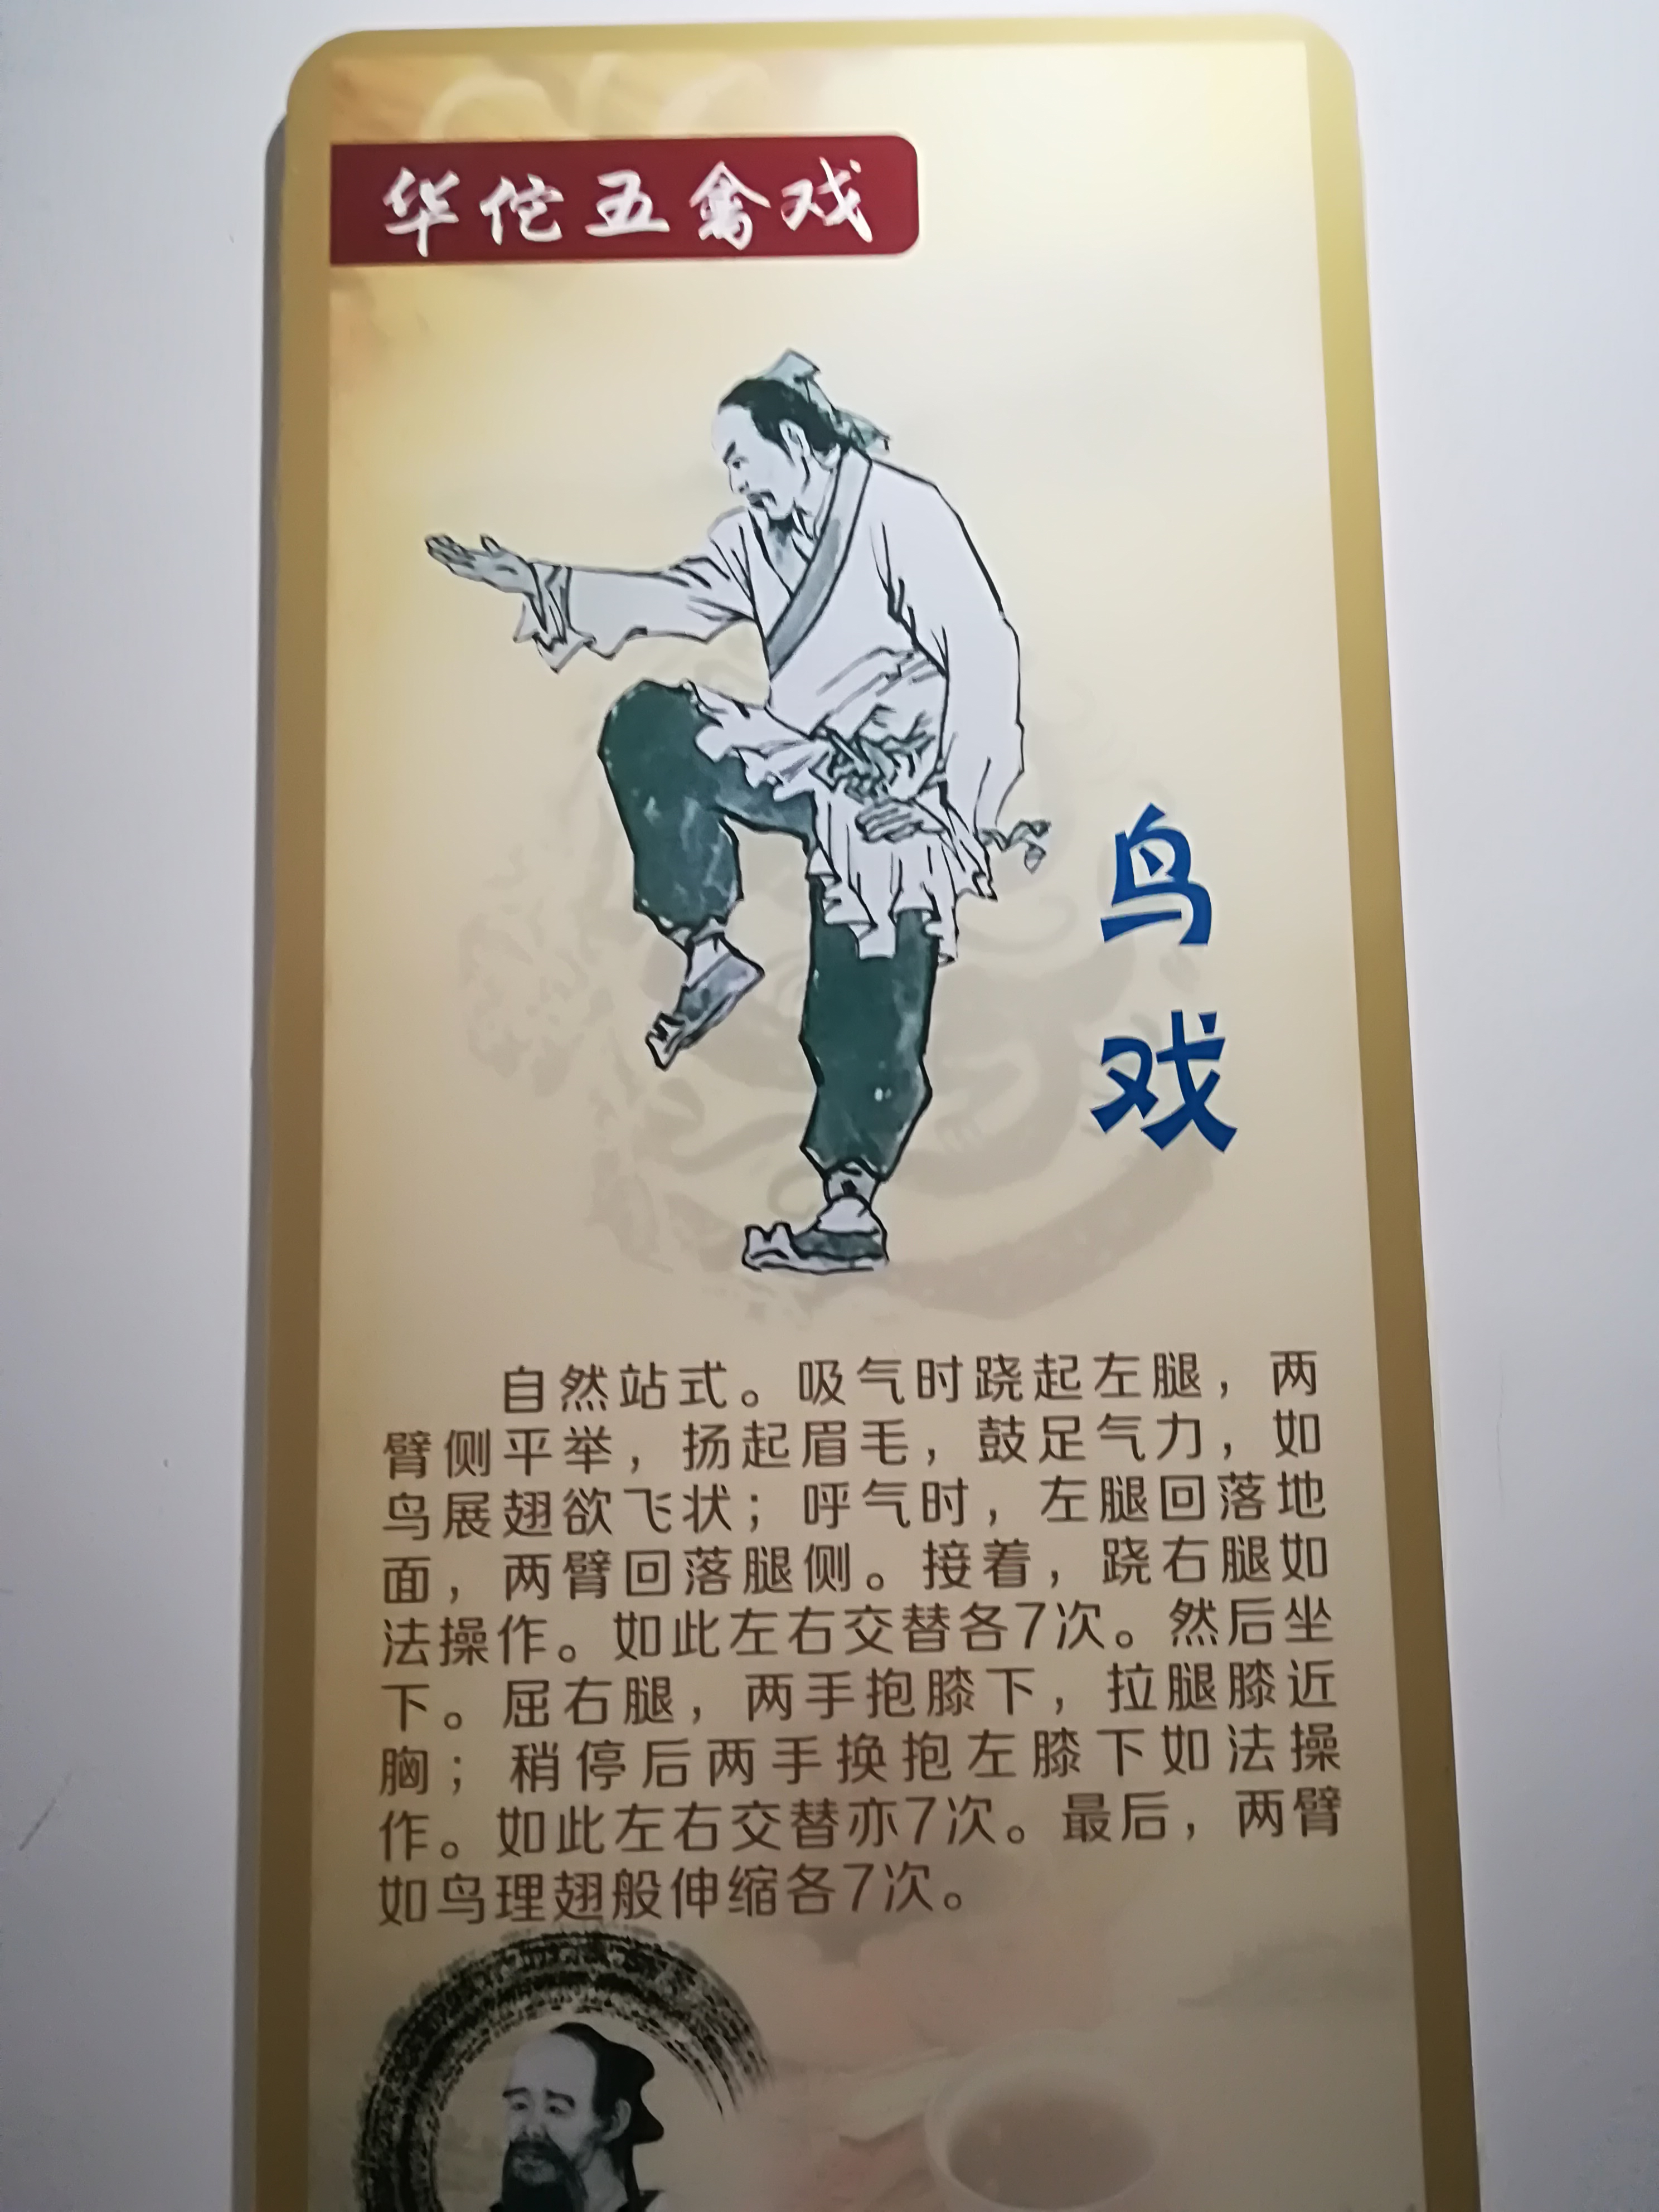 华佗五禽戏
鸟
戏
自然站式。吸气时跷起左腿，两
臂侧平举，扬起眉毛，鼓足气力，如
鸟展翅欲飞状；呼气时，左腿回落地
面，两臂回落腿侧。接着，跷右腿如
法操作。如此左右交替各7次。然后坐
下。屈右腿，两手抱膝下，拉腿膝近
胸；稍停后两手换抱左膝下如法操
作。如此左右交替亦7次。最后，两臂
如鸟理翅般伸缩各7次。